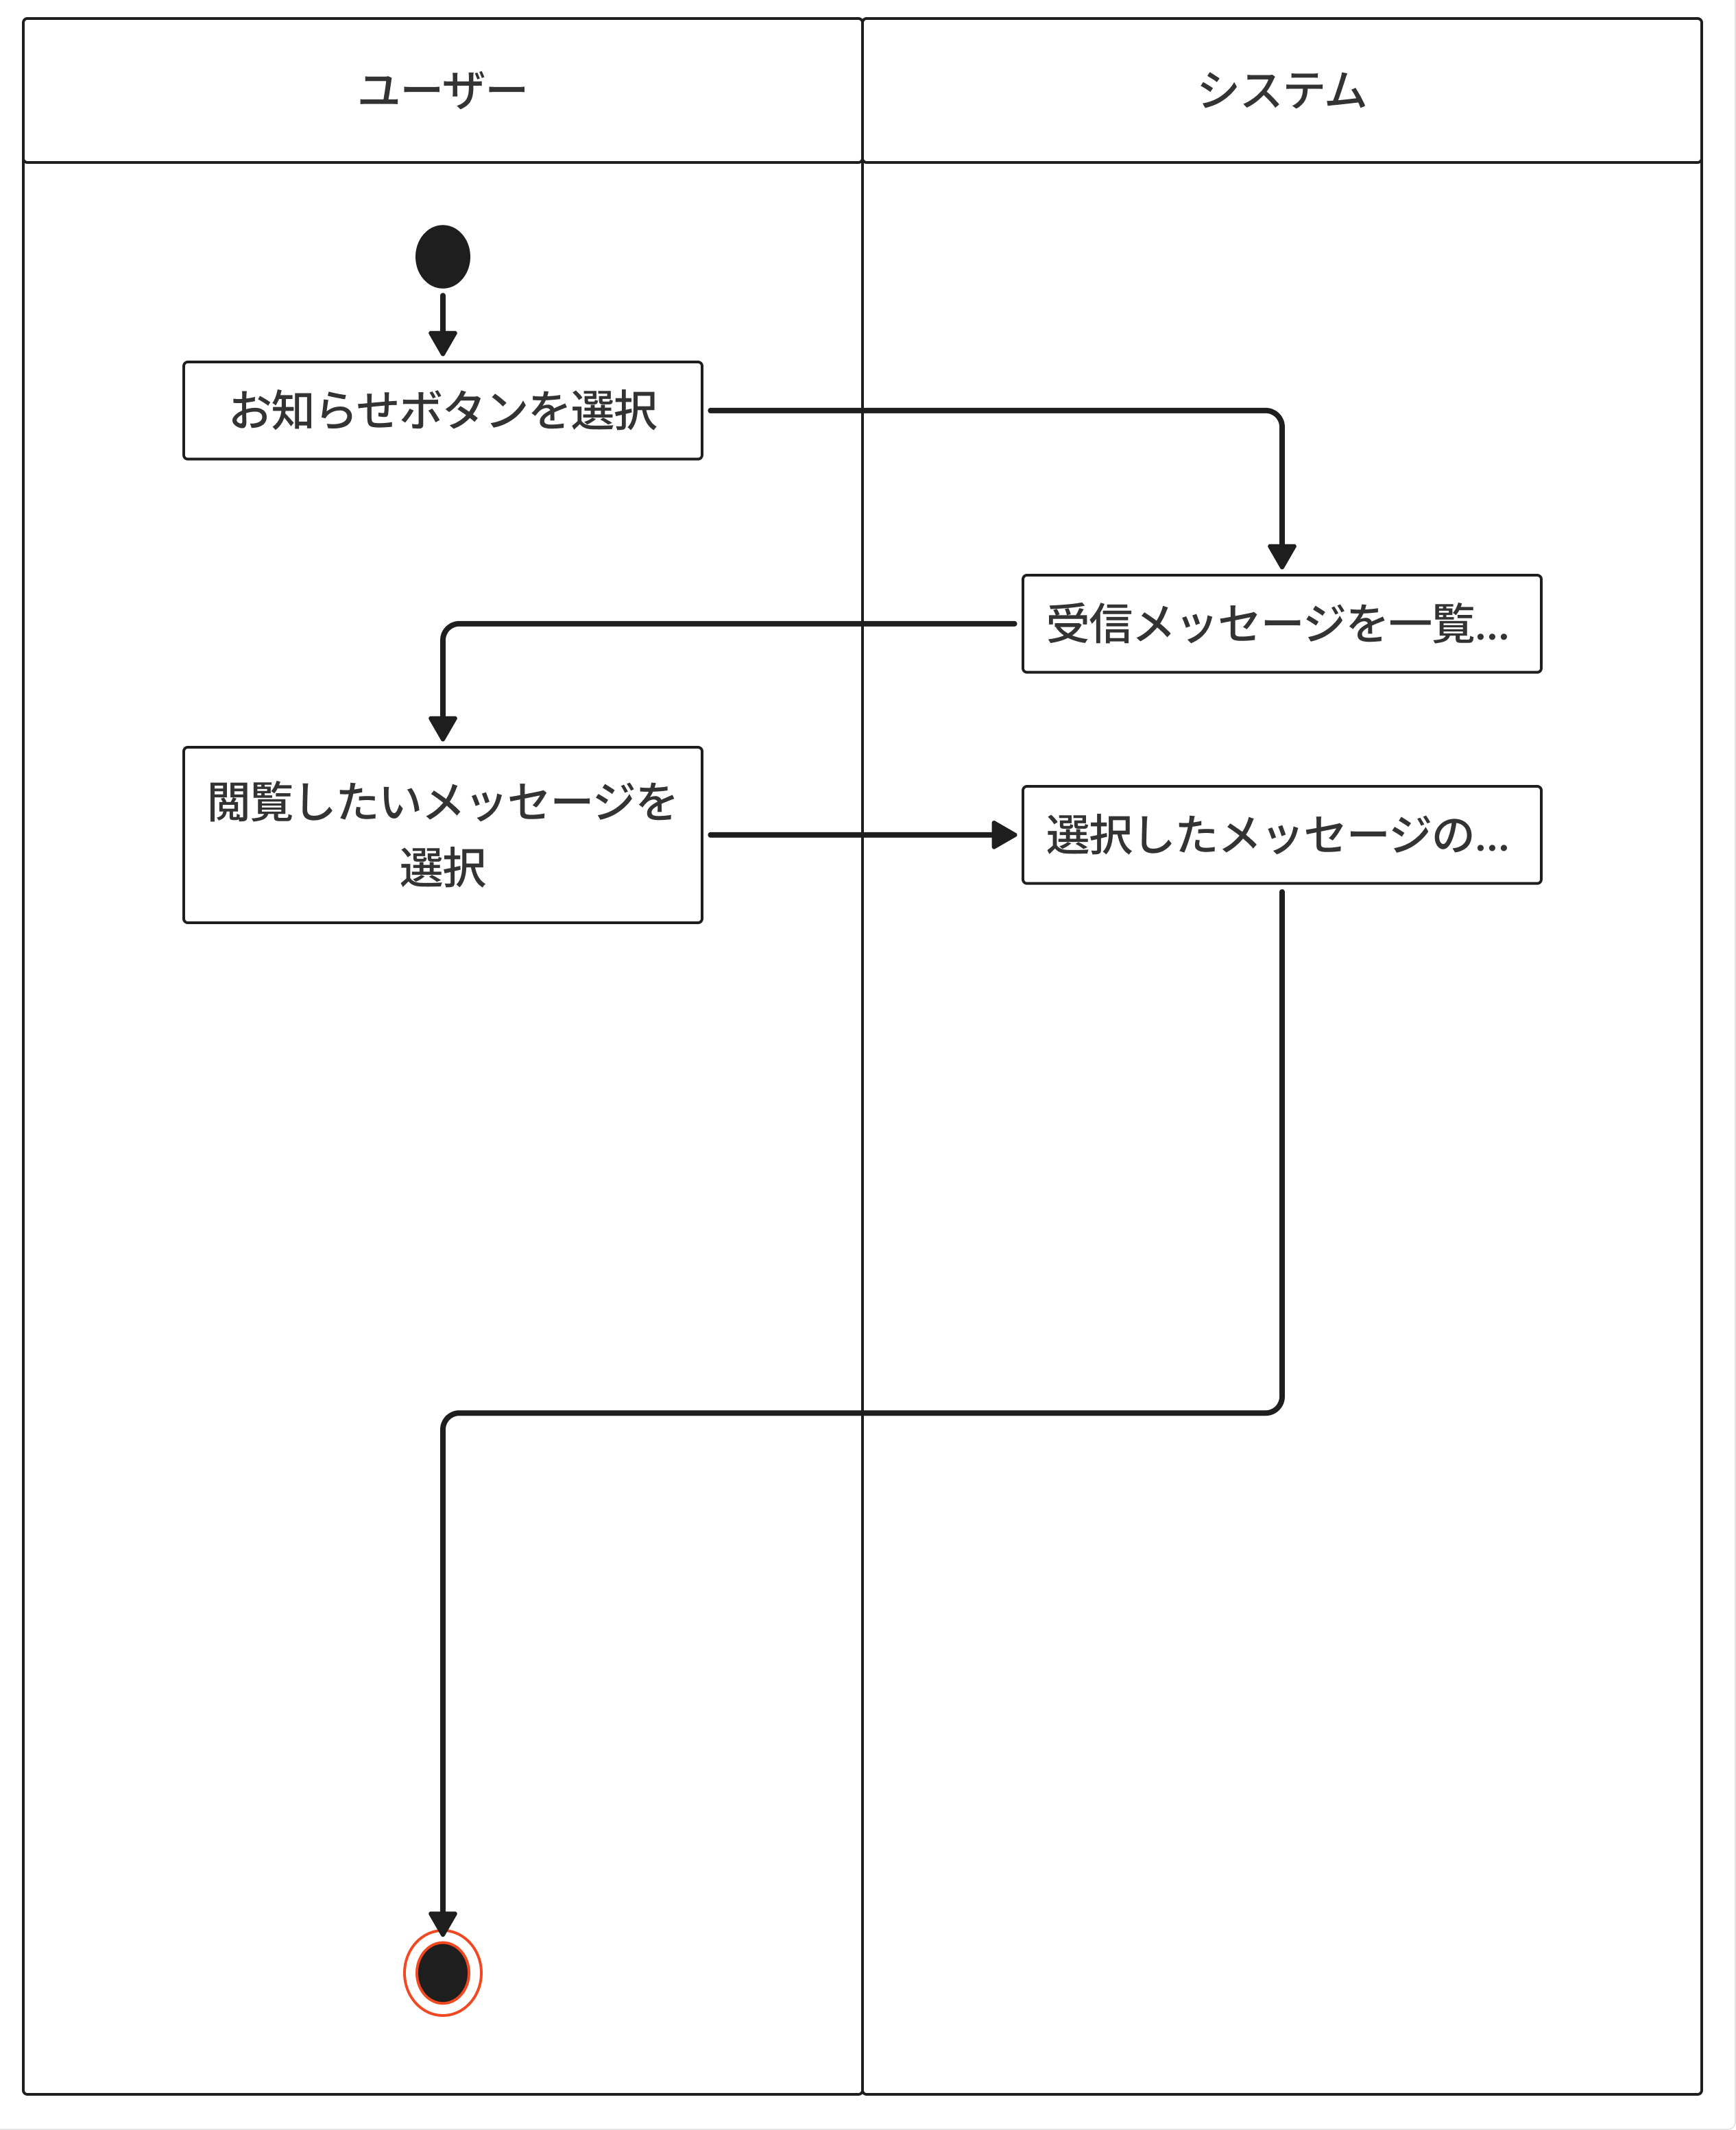 ユーザー
システム
お知らせボタンを選択
受信メッセージを一覧...
閲覧したいメッセージを
選択
選択したメッセージの...